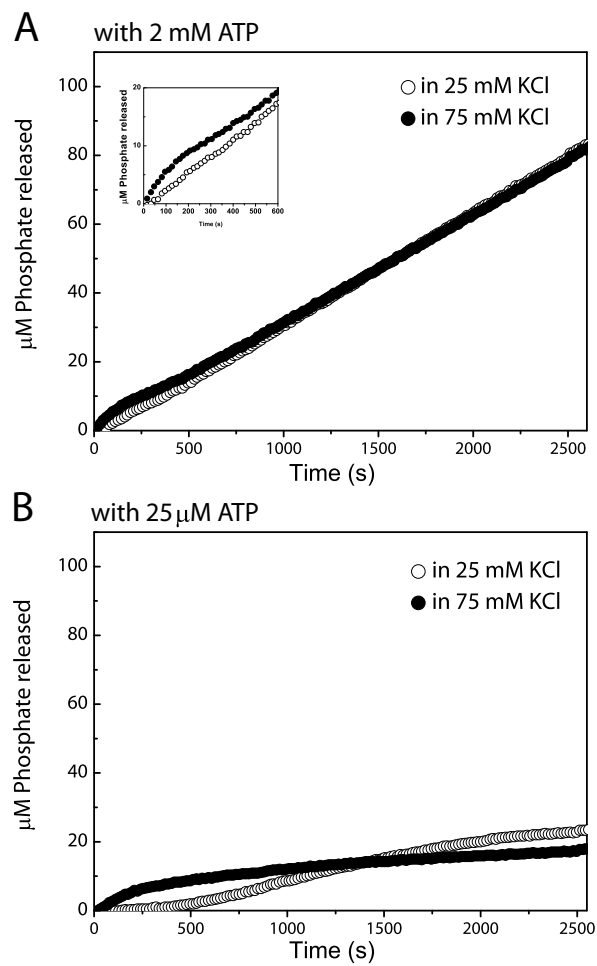 A
with 2 mM ATP
100
80
60
40
20
0
μM Phosphate released
in 25 mM KCl
in 75 mM KCl
20
10
0
μM Phosphate released
0
100
200
300
400
500
600
Time (s)
0
500
1000
1500
2000
2500
Time (s)
B
with 25 μM ATP
100
80
60
40
20
0
μM Phosphate released
in 25 mM KCl
in 75 mM KCl
0
500
1000
1500
2000
2500
Time (s)